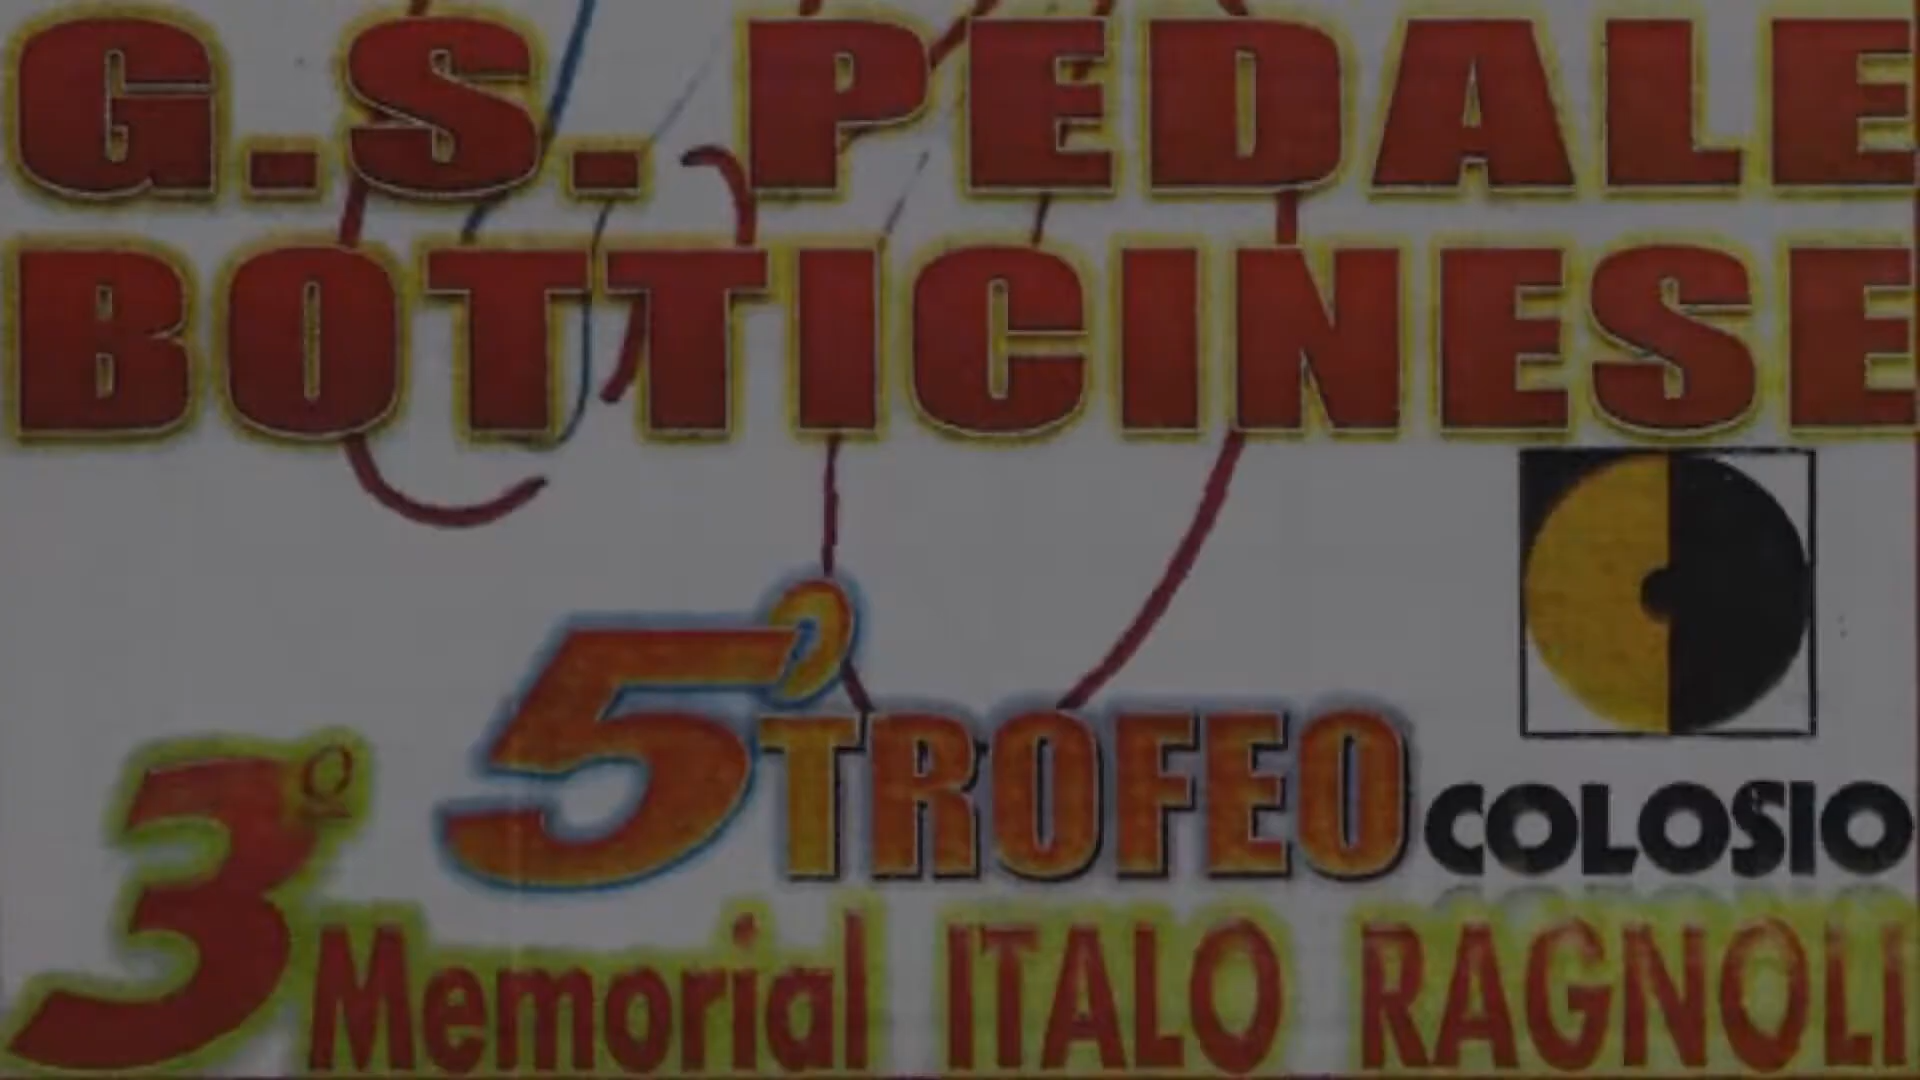 G.S. PEDALE
BOTTICINESE
5° TROFEO COLOSIO
3° Memorial ITALO RAGNOLI